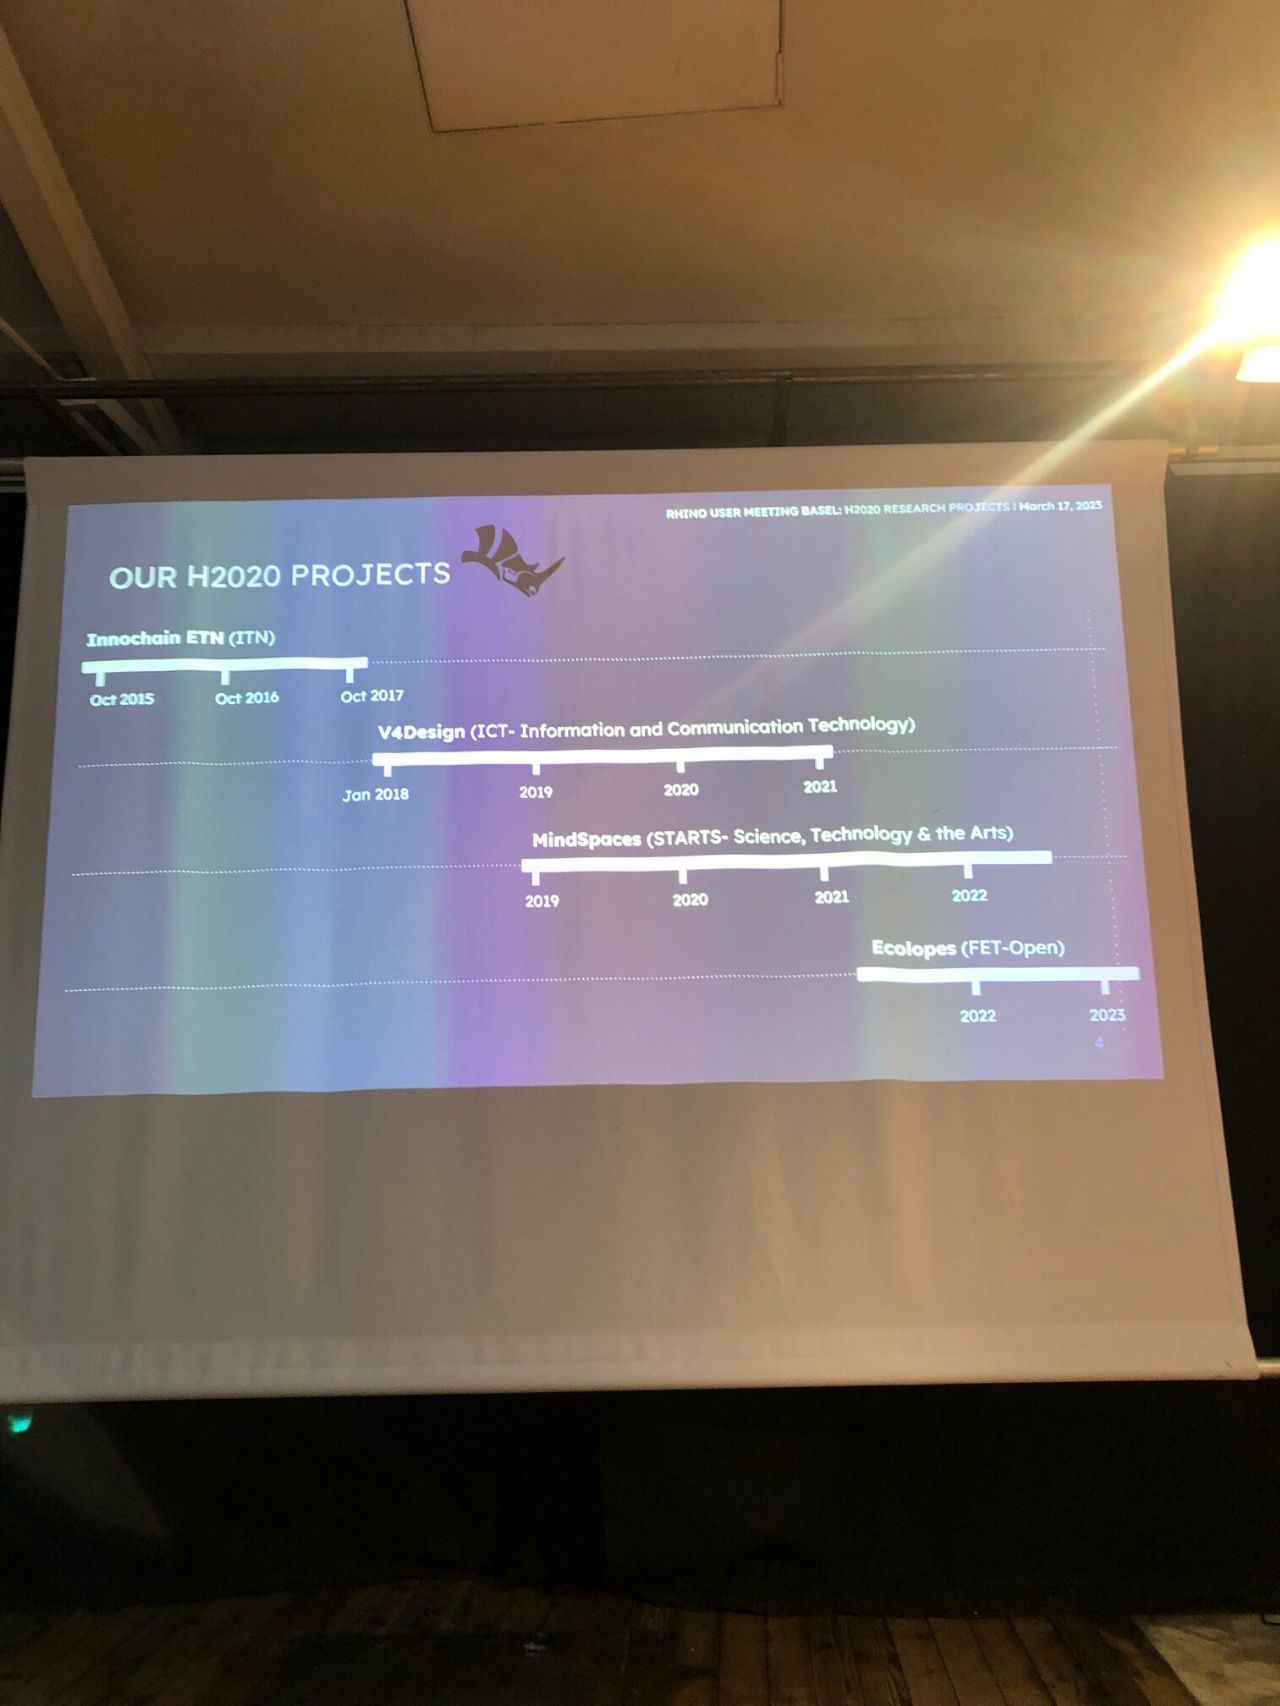 RHINO USER MEETING BASEL: H2020 RESEARCH PROJECTS | March 17, 2023
OUR H2020 PROJECTS
Innochain ETN (ITN)
Oct 2015 Oct 2016 Oct 2017
V4Design (ICT- Information and Communication Technology)
Jan 2018 2019 2020 2021
MindSpaces (STARTS- Science, Technology & the Arts)
2019 2020 2021 2022
Ecolopes (FET-Open)
2022 2023
4